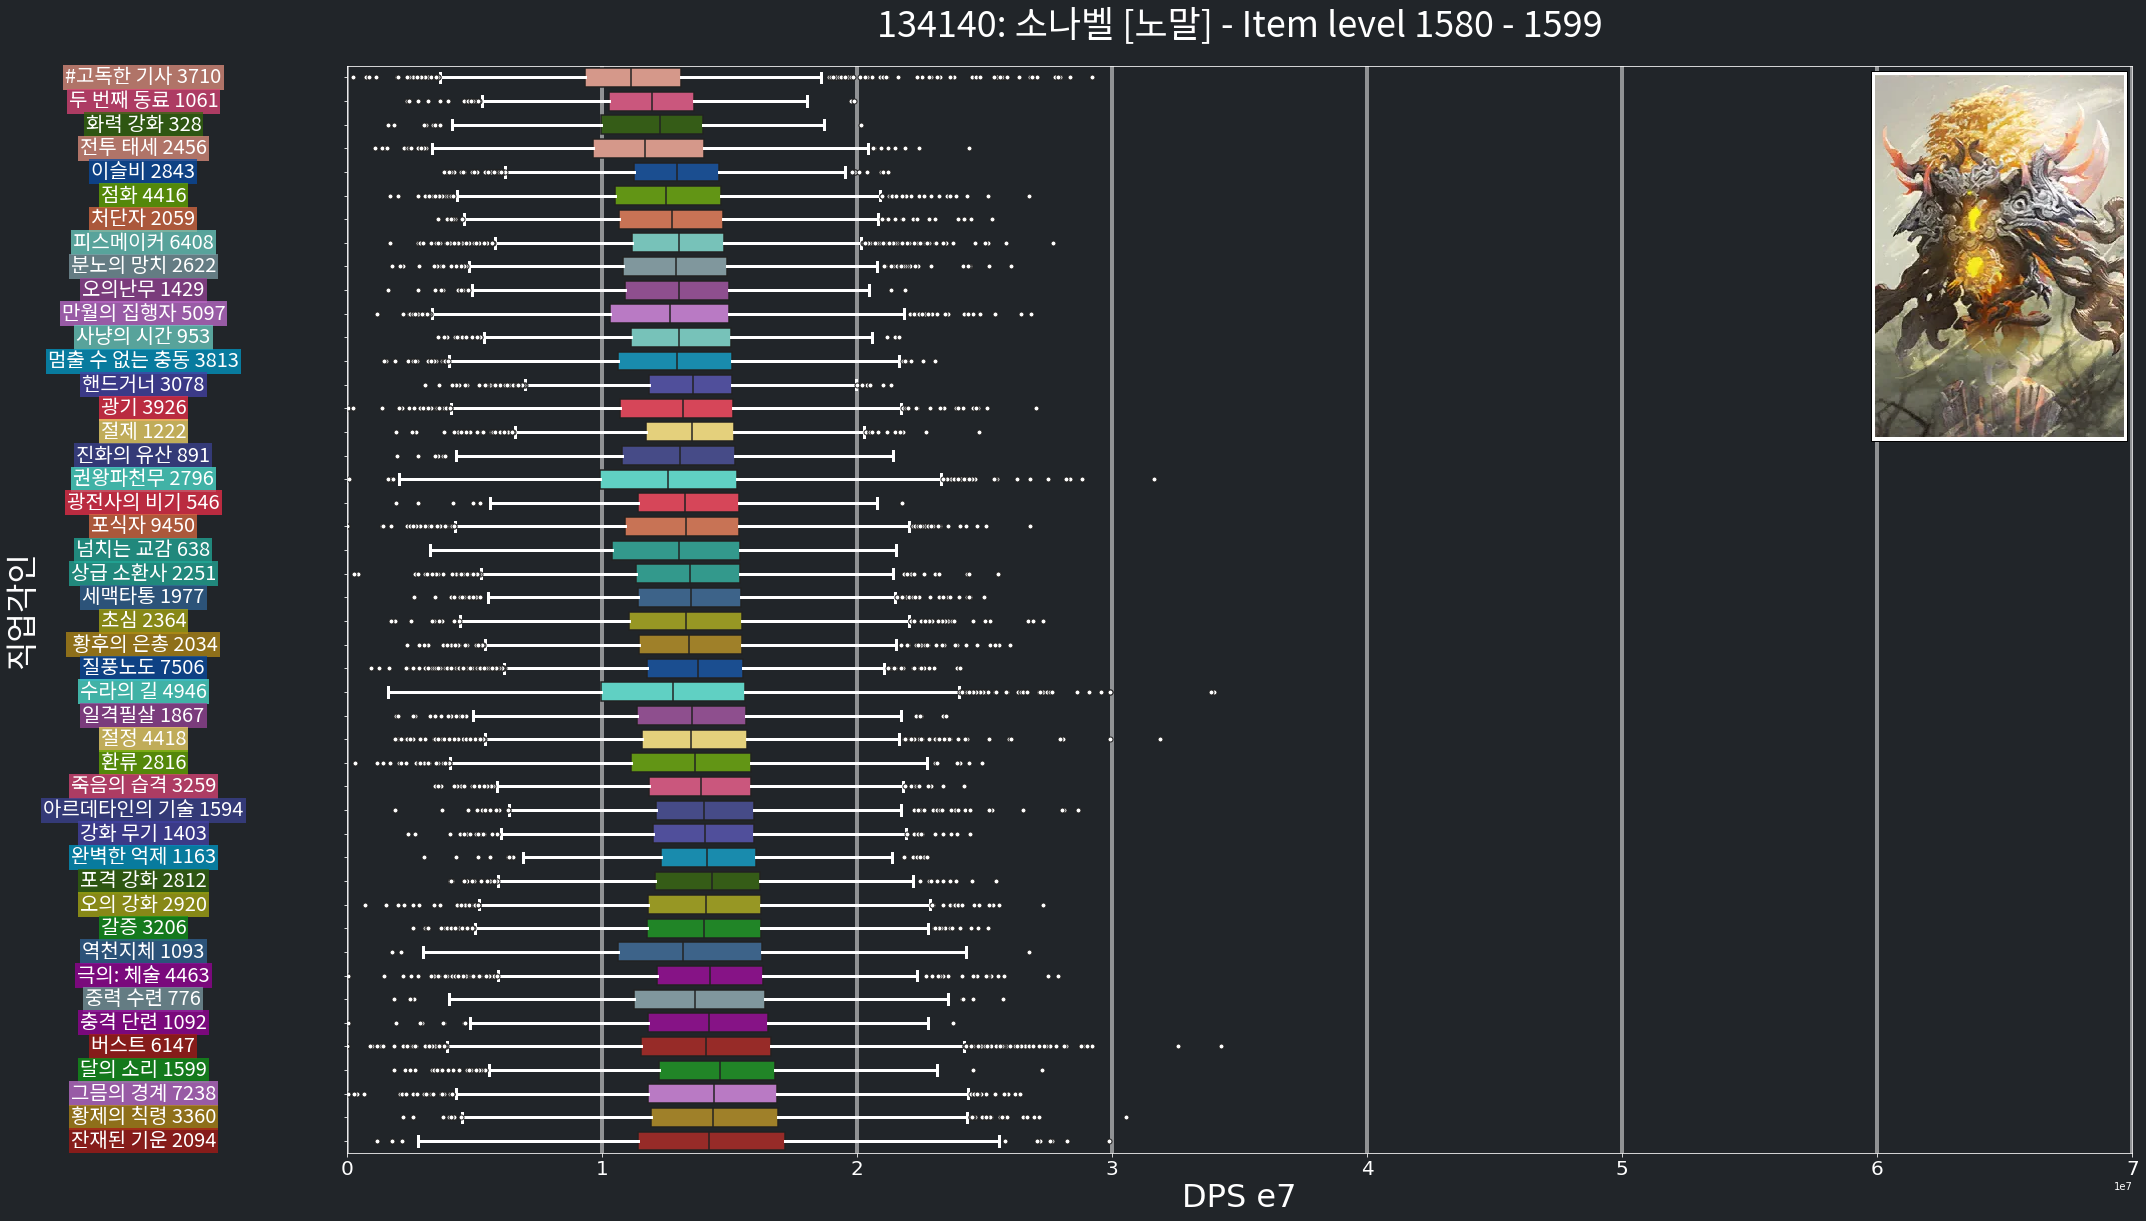 134140: 소나벨 [노말] - Item level 1580 - 1599
#고독한 기사 3710
두 번째 동료 1061
화력 강화 328
전투 태세 2456
이슬비 2843
점화 4416
처단자 2059
피스메이커 6408
분노의 망치 2622
오의난무 1429
만월의 집행자 5097
사냥의 시간 953
멈출 수 없는 충동 3813
핸드거너 3078
광기 3926
절제 1222
진화의 유산 891
권왕파천무 2796
광전사의 비기 546
포식자 9450
넘치는 교감 638
상급 소환사 2251
세맥타통 1977
초심 2364
황후의 은총 2034
질풍노도 7506
수라의 길 4946
일격필살 1867
절정 4418
환류 2816
죽음의 습격 3259
아르데타인의 기술 1594
강화 무기 1403
완벽한 억제 1163
포격 강화 2812
오의 강화 2920
갈증 3206
역천지체 1093
극의: 체술 4463
중력 수련 776
충격 단련 1092
버스트 6147
달의 소리 1599
그믐의 경계 7238
황제의 칙령 3360
잔재된 기운 2094
직업각인
0 1 2 3 4 5 6 7
DPS e7
1e7